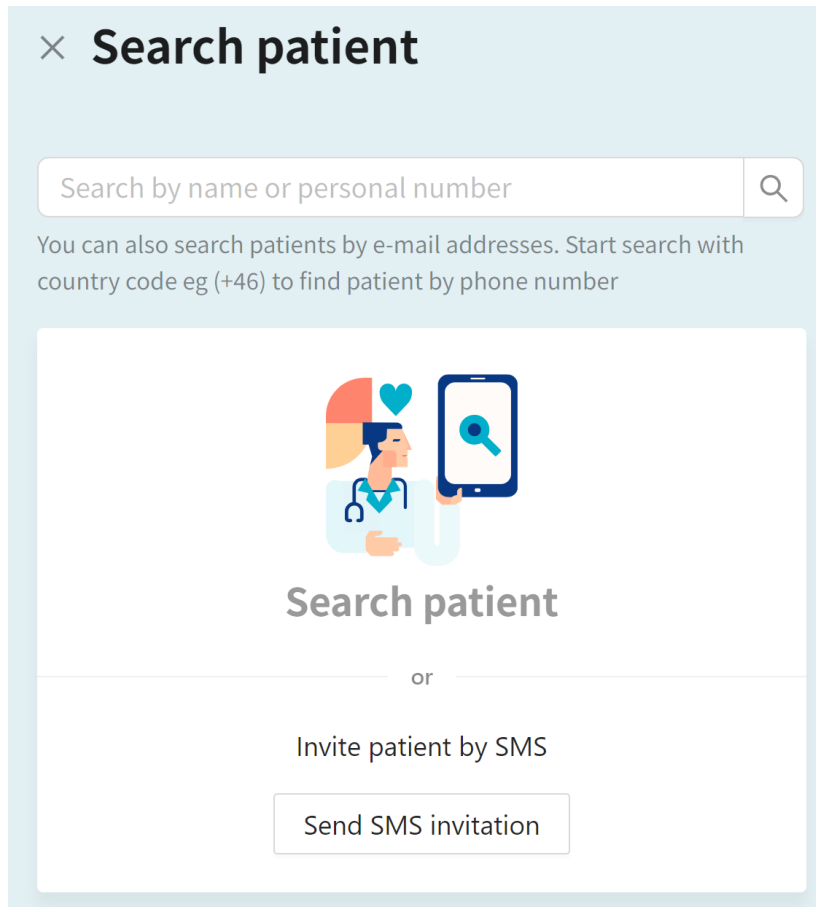 Search patient
Search by name or personal number
You can also search patients by e-mail addresses. Start search with
country code eg (+46) to find patient by phone number
Search patient
or
Invite patient by SMS
Send SMS invitation